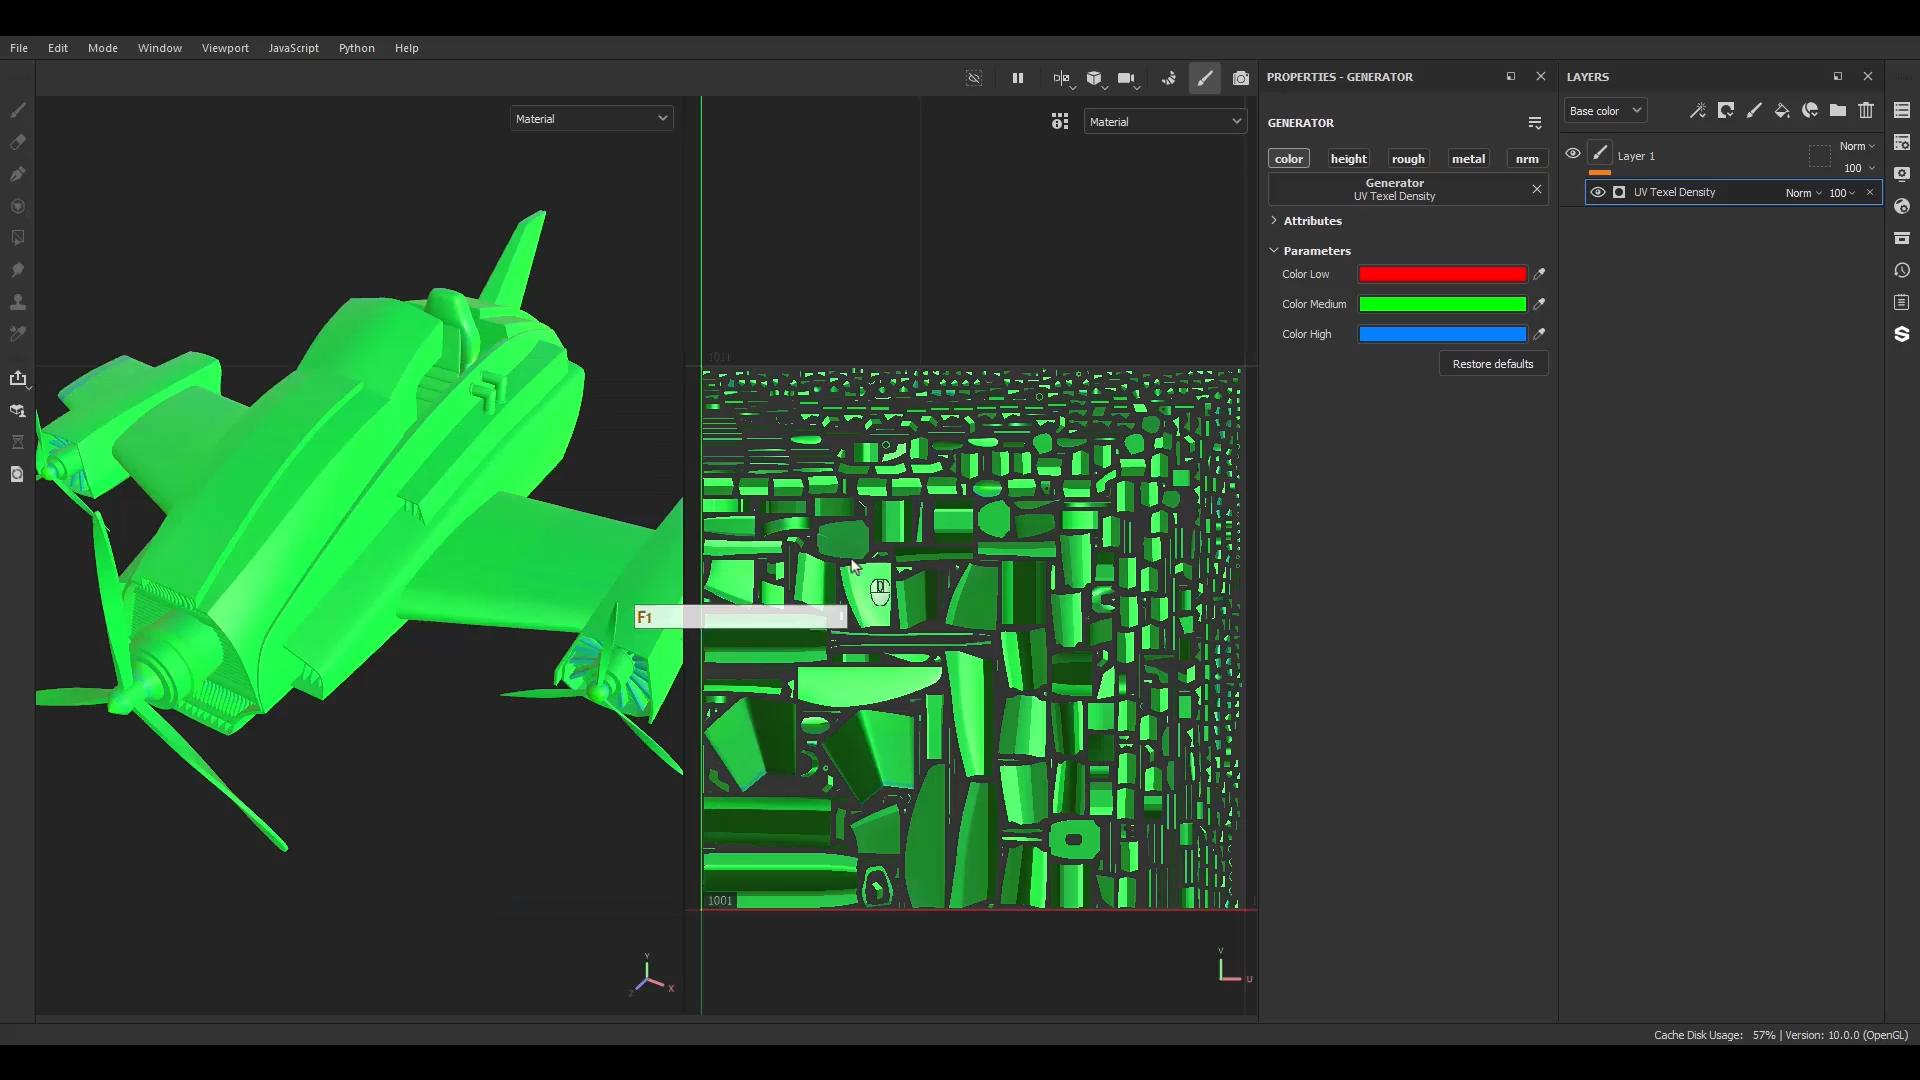 File Edit Mode Window Viewport JavaScript Python Help
Material
Material
1011
F1
1001
Y
X
Z
V
U
PROPERTIES - GENERATOR
GENERATOR
color height rough metal nrm
Generator
UV Texel Density
Attributes
Parameters
Color Low
Color Medium
Color High
Restore defaults
LAYERS
Base color
Layer 1
Norm
100
UV Texel Density Norm 100
Cache Disk Usage: 57% | Version: 10.0.0 (OpenGL)